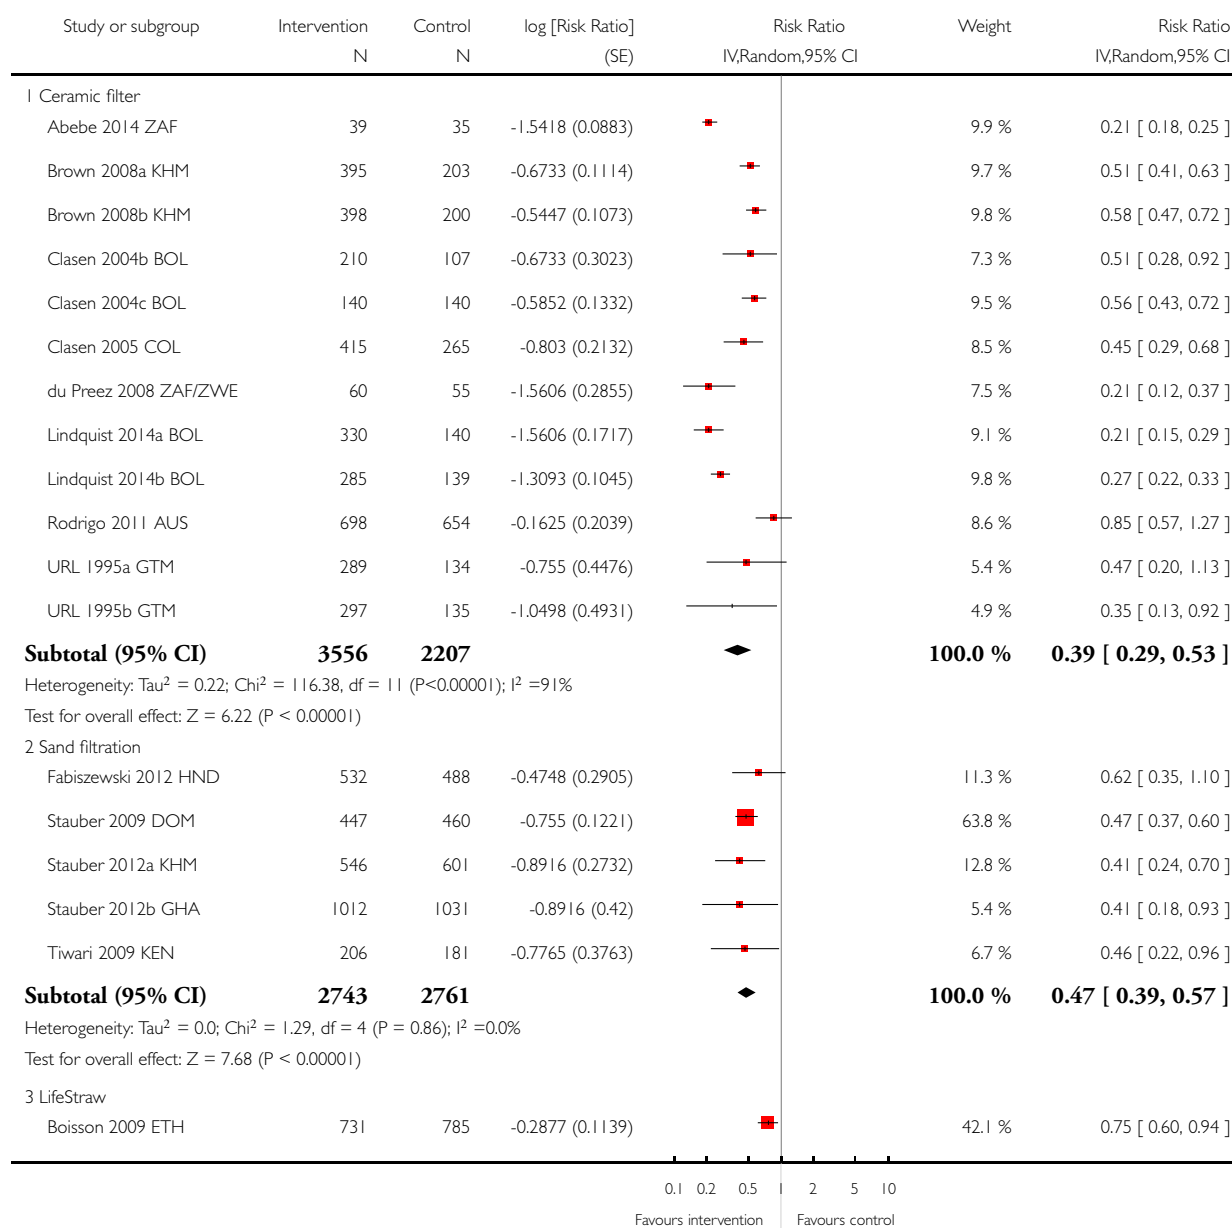 Study or subgroup Intervention Control log [Risk Ratio] Risk Ratio Weight Risk Ratio
N N (SE) IV,Random,95% CI IV,Random,95% CI
1 Ceramic filter
Abebe 2014 ZAF 39 35 -1.5418 (0.0883) 9.9 % 0.21 [ 0.18, 0.25 ]
Brown 2008a KHM 395 203 -0.6733 (0.1114) 9.7 % 0.51 [ 0.41, 0.63 ]
Brown 2008b KHM 398 200 -0.5447 (0.1073) 9.8 % 0.58 [ 0.47, 0.72 ]
Clasen 2004b BOL 210 107 -0.6733 (0.3023) 7.3 % 0.51 [ 0.28, 0.92 ]
Clasen 2004c BOL 140 140 -0.5852 (0.1332) 9.5 % 0.56 [ 0.43, 0.72 ]
Clasen 2005 COL 415 265 -0.803 (0.2132) 8.5 % 0.45 [ 0.29, 0.68 ]
du Preez 2008 ZAF/ZWE 60 55 -1.5606 (0.2855) 7.5 % 0.21 [ 0.12, 0.37 ]
Lindquist 2014a BOL 330 140 -1.5606 (0.1717) 9.1 % 0.21 [ 0.15, 0.29 ]
Lindquist 2014b BOL 285 139 -1.3093 (0.1045) 9.8 % 0.27 [ 0.22, 0.33 ]
Rodrigo 2011 AUS 698 654 -0.1625 (0.2039) 8.6 % 0.85 [ 0.57, 1.27 ]
URL 1995a GTM 289 134 -0.755 (0.4476) 5.4 % 0.47 [ 0.20, 1.13 ]
URL 1995b GTM 297 135 -1.0498 (0.4931) 4.9 % 0.35 [ 0.13, 0.92 ]
Subtotal (95% CI) 3556 2207 100.0 % 0.39 [ 0.29, 0.53 ]
Heterogeneity: Tau² = 0.22; Chi² = 116.38, df = 11 (P<0.00001); I² =91%
Test for overall effect: Z = 6.22 (P < 0.00001)
2 Sand filtration
Fabiszewski 2012 HND 532 488 -0.4748 (0.2905) 11.3 % 0.62 [ 0.35, 1.10 ]
Stauber 2009 DOM 447 460 -0.755 (0.1221) 63.8 % 0.47 [ 0.37, 0.60 ]
Stauber 2012a KHM 546 601 -0.8916 (0.2732) 12.8 % 0.41 [ 0.24, 0.70 ]
Stauber 2012b GHA 1012 1031 -0.8916 (0.42) 5.4 % 0.41 [ 0.18, 0.93 ]
Tiwari 2009 KEN 206 181 -0.7765 (0.3763) 6.7 % 0.46 [ 0.22, 0.96 ]
Subtotal (95% CI) 2743 2761 100.0 % 0.47 [ 0.39, 0.57 ]
Heterogeneity: Tau² = 0.0; Chi² = 1.29, df = 4 (P = 0.86); I² =0.0%
Test for overall effect: Z = 7.68 (P < 0.00001)
3 LifeStraw
Boisson 2009 ETH 731 785 -0.2877 (0.1139) 42.1 % 0.75 [ 0.60, 0.94 ]
0.1 0.2 0.5 1 2 5 10
Favours intervention Favours control